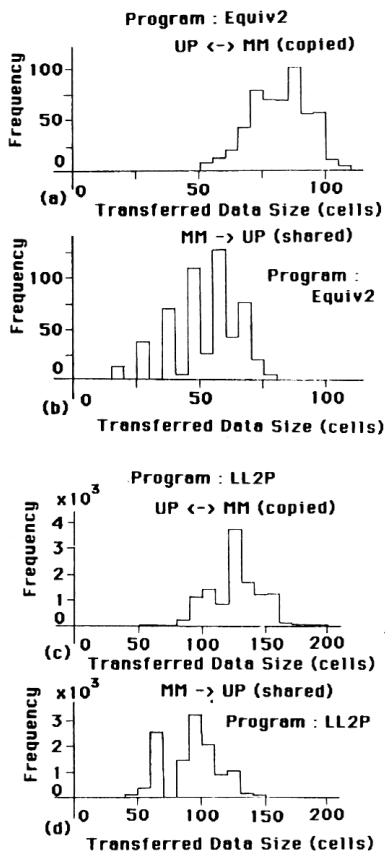 Program : Equiv2
UP <-> MM (copied)
Frequency
100
50
0
0
50
100
(a)
Transferred Data Size (cells)
MM -> UP (shared)
Program :
Equiv2
Frequency
100
50
0
0
50
100
(b)
Transferred Data Size (cells)
Program : LL2P
x10³
UP <-> MM (copied)
Frequency
4
3
2
1
0
0
50
100
150
200
(c)
Transferred Data Size (cells)
x10³
MM -> UP (shared)
Program : LL2P
Frequency
3
2
1
0
0
50
100
150
200
(d)
Transferred Data Size (cells)